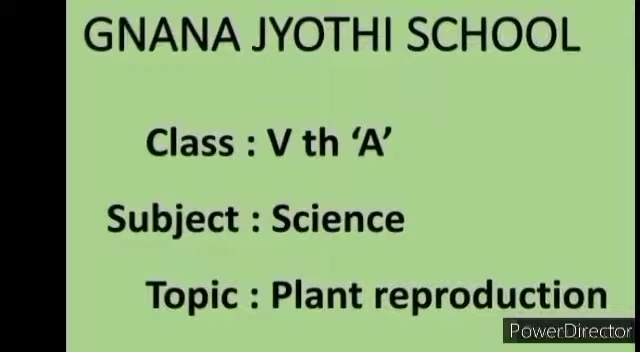 GNANA JYOTHI SCHOOL
Class : V th ‘A’
Subject : Science
Topic : Plant reproduction
PowerDirector